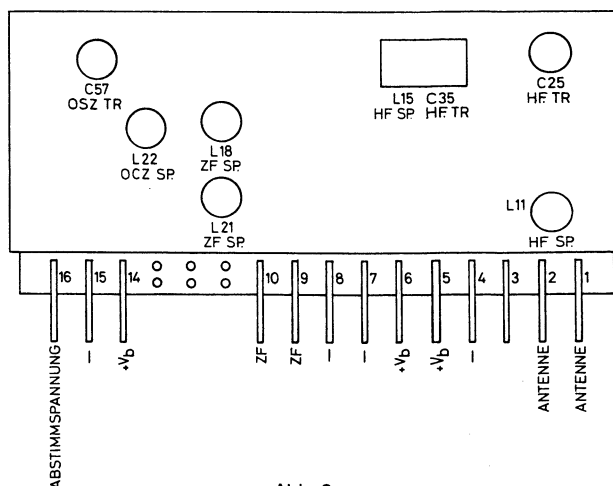 C57
OSZ TR
L22
OCZ SP.
L18
ZF SP.
L21
ZF SP.
L15 C35
HF SP. HF TR
C25
HF TR
L11
HF SP.
16 15 14 10 9 8 7 6 5 4 3 2 1
ABSTIMMSPANNUNG
—
+Vb
ZF
ZF
—
—
+Vb
+Vb
—
ANTENNE
ANTENNE